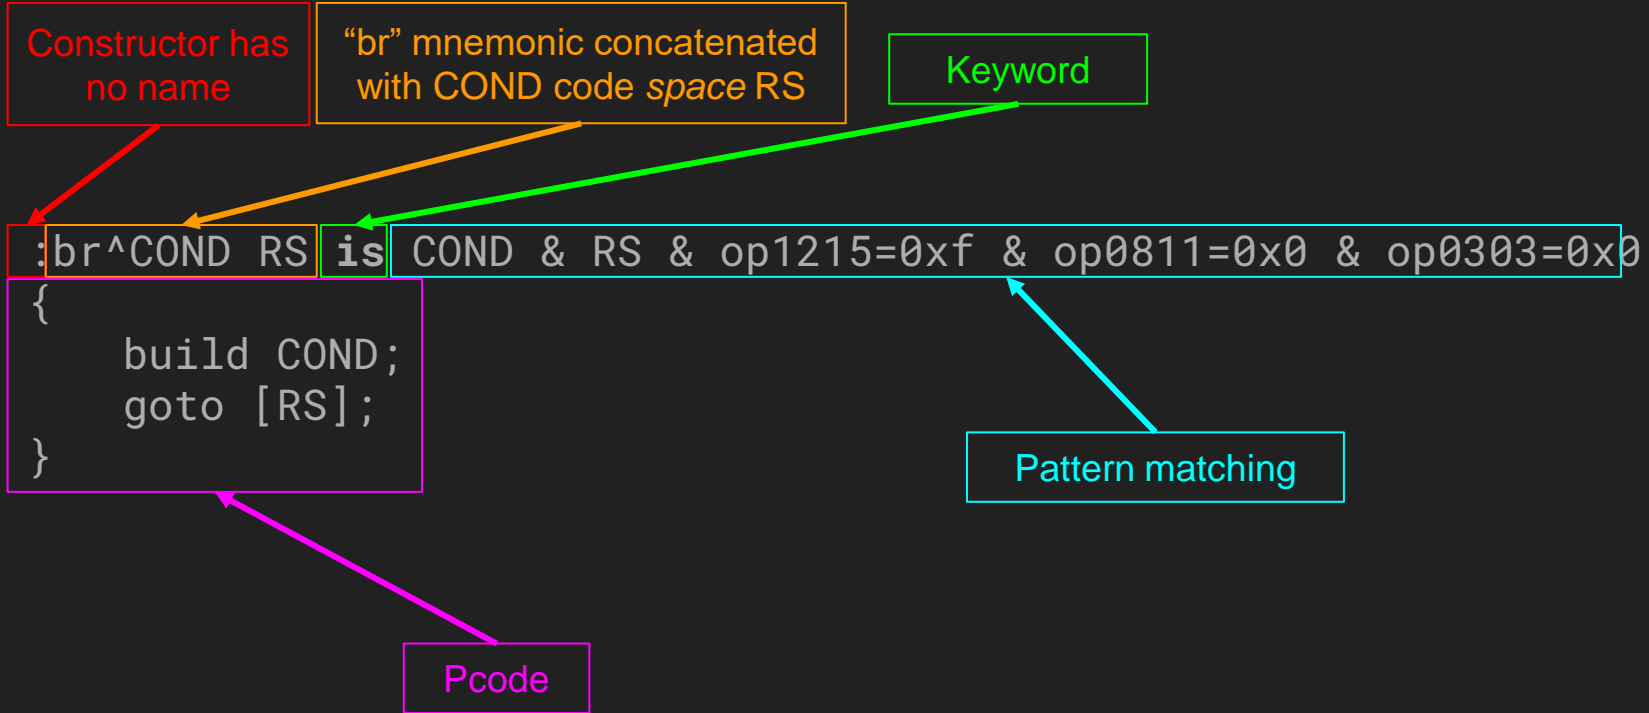 Constructor has
no name
“br” mnemonic concatenated
with COND code space RS
Keyword
:br^COND RS is COND & RS & op1215=0xf & op0811=0x0 & op0303=0x0
{
build COND;
goto [RS];
}
Pattern matching
Pcode